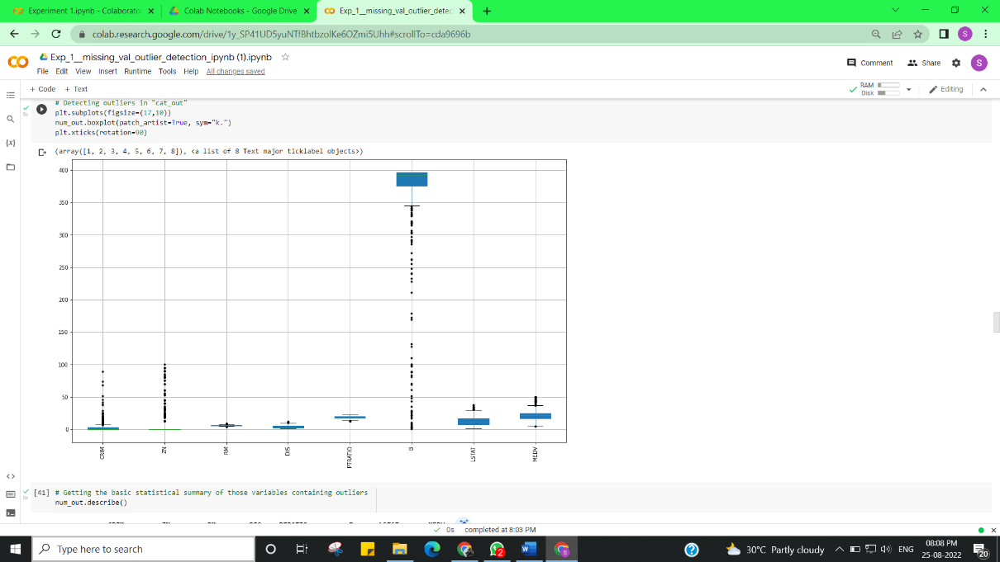 Experiment 1.ipynb - Colaborator
Colab Notebooks - Google Drive
Exp_1__missing_val_outlier_detec
colab.research.google.com/drive/1y_SP41UD5yuNTfBhtbzolKe6OZmi5Uhh#scrollTo=cda9696b
S
CO
Exp_1__missing_val_outlier_detection_ipynb (1).ipynb
Comment
Share
S
File Edit View Insert Runtime Tools Help All changes saved
+ Code + Text
RAM
Disk
Editing
# Detecting outliers in "cat_out"
plt.subplots(figsize=(17,10))
num_out.boxplot(patch_artist=True, sym="k.")
plt.xticks(rotation=90)
0s
{x}
(array([1, 2, 3, 4, 5, 6, 7, 8]), <a list of 8 Text major ticklabel objects>)
400
350
300
250
200
150
100
50
0
CRIM
ZN
RM
DIS
PTRATIO
B
LSTAT
MEDV
[41] # Getting the basic statistical summary of those variables containing outliers
num_out.describe()
0s
0s completed at 8:03 PM
Type here to search
2
S
30°C Partly cloudy
ENG
08:08 PM
25-08-2022
20